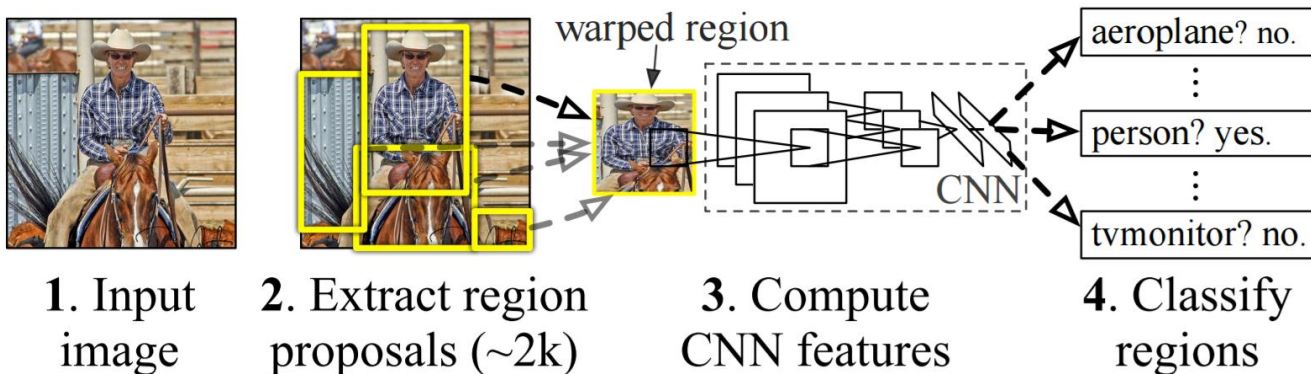 warped region
aeroplane? no.
⋮
person? yes.
⋮
tvmonitor? no.
CNN
1. Input
image
2. Extract region
proposals (~2k)
3. Compute
CNN features
4. Classify
regions